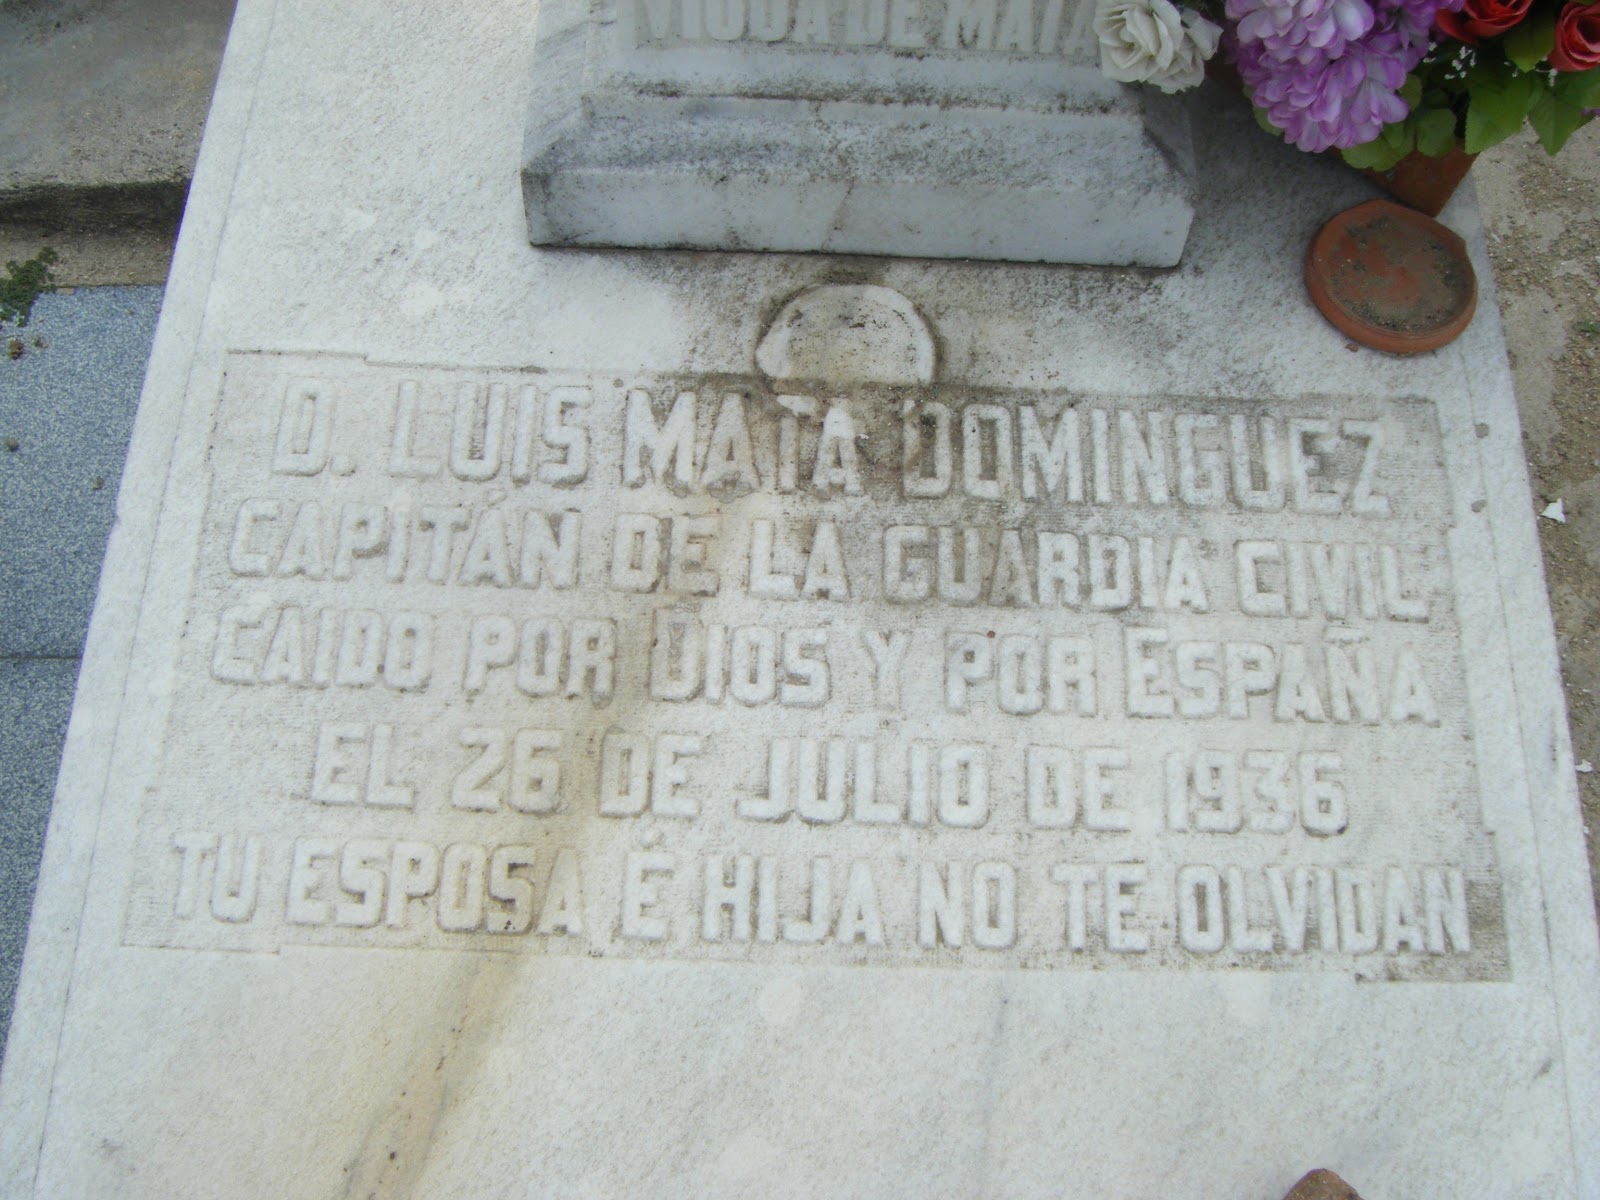 VIUDA DE MATA
D. LUIS MATA DOMINGUEZ
CAPITÁN DE LA GUARDIA CIVIL
CAIDO POR DIOS Y POR ESPAÑA
EL 26 DE JULIO DE 1936
TU ESPOSA É HIJA NO TE OLVIDAN